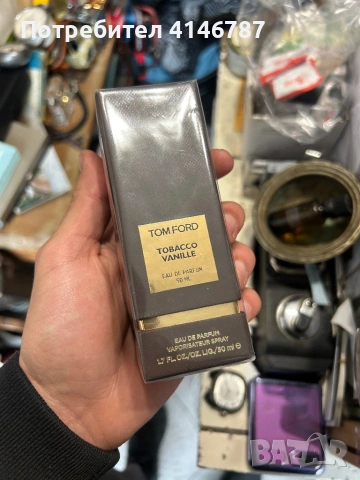 Потребител 4146787
TOM FORD
TOBACCO
VANILLE
EAU DE PARFUM
50 ML
EAU DE PARFUM
VAPORISATEUR SPRAY
1.7 FL.OZ./OZ. LIQ./50 ml e
BAZAR